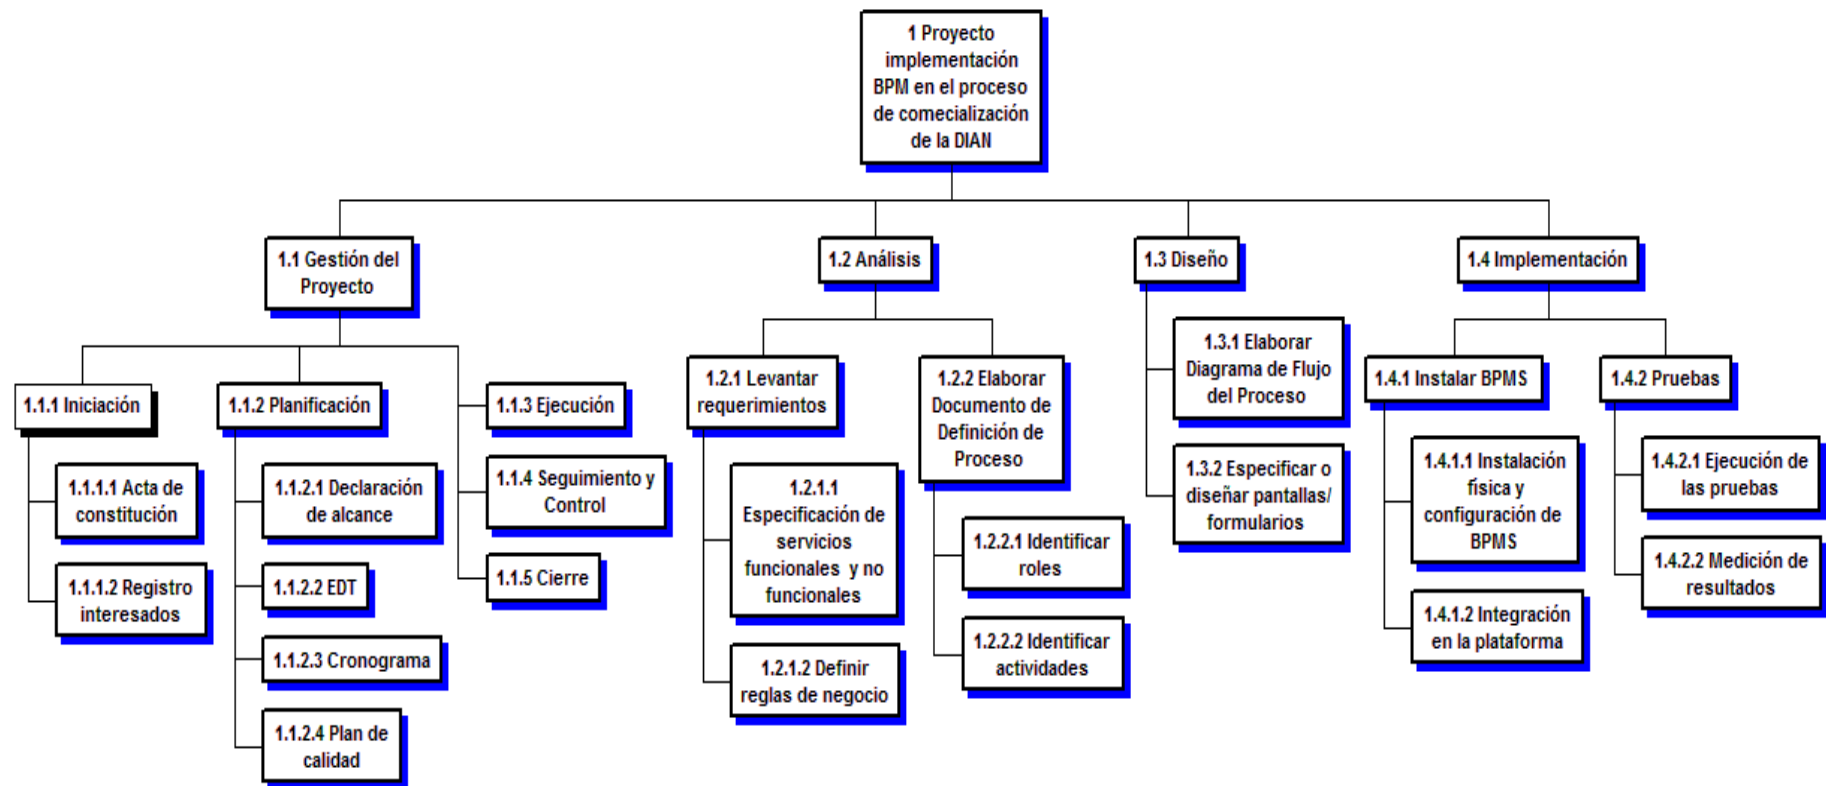 1 Proyecto
implementación
BPM en el proceso
de comecialización
de la DIAN
1.1 Gestión del
Proyecto
1.2 Análisis
1.3 Diseño
1.4 Implementación
1.1.1 Iniciación
1.1.1.1 Acta de
constitución
1.1.1.2 Registro
interesados
1.1.2 Planificación
1.1.2.1 Declaración
de alcance
1.1.2.2 EDT
1.1.2.3 Cronograma
1.1.2.4 Plan de
calidad
1.1.3 Ejecución
1.1.4 Seguimiento y
Control
1.1.5 Cierre
1.2.1 Levantar
requerimientos
1.2.1.1
Especificación de
servicios
funcionales y no
funcionales
1.2.1.2 Definir
reglas de negocio
1.2.2 Elaborar
Documento de
Definición de
Proceso
1.2.2.1 Identificar
roles
1.2.2.2 Identificar
actividades
1.3.1 Elaborar
Diagrama de Flujo
del Proceso
1.3.2 Especificar o
diseñar pantallas/
formularios
1.4.1 Instalar BPMS
1.4.1.1 Instalación
física y
configuración de
BPMS
1.4.1.2 Integración
en la plataforma
1.4.2 Pruebas
1.4.2.1 Ejecución de
las pruebas
1.4.2.2 Medición de
resultados